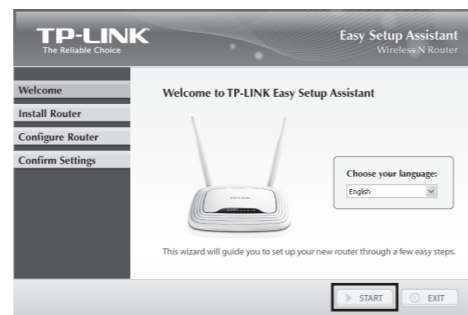 TP-LINK
The Reliable Choice
Easy Setup Assistant
Wireless N Router
Welcome
Install Router
Configure Router
Confirm Settings
Welcome to TP-LINK Easy Setup Assistant
Choose your language:
English
This wizard will guide you to set up your new router through a few easy steps.
START
EXIT